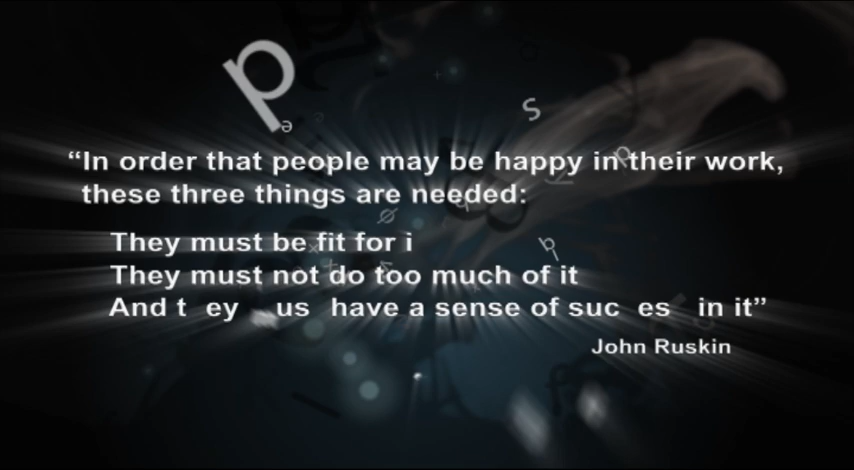 “In order that people may be happy in their work,
these three things are needed:
They must be fit for i
They must not do too much of it
And t ey us have a sense of suc es in it”
John Ruskin